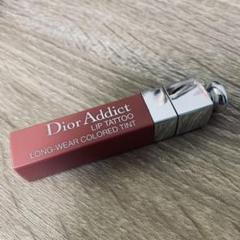 Dior Addict
LIP TATTOO
LONG-WEAR COLORED TINT